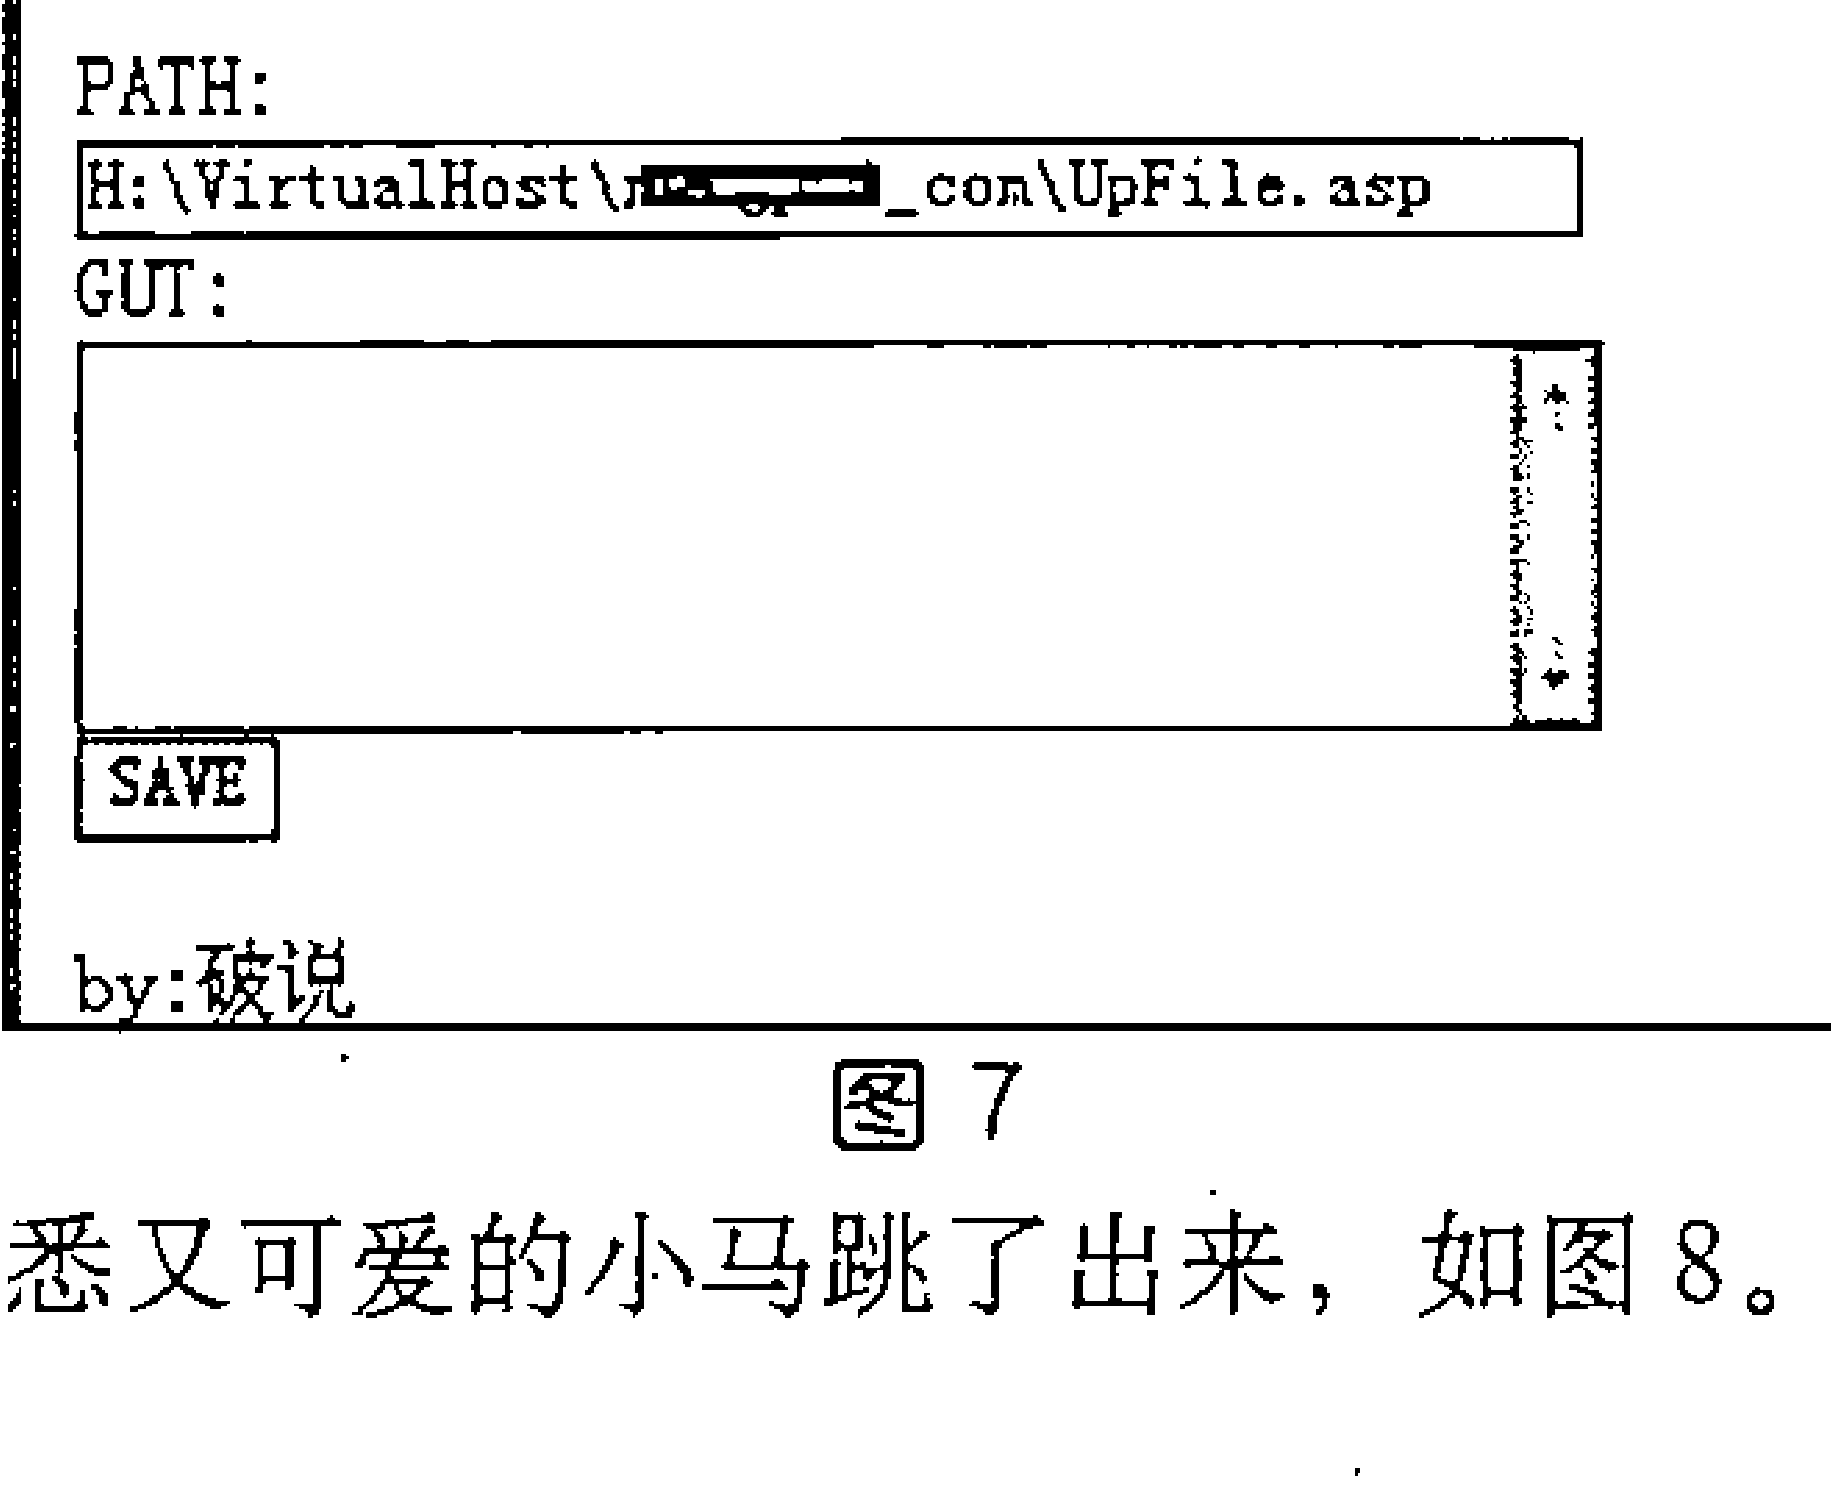 PATH:
H:\VirtualHost\ _com\UpFile.asp
GUT:
SAVE
by:破说
图 7
悉又可爱的小马跳了出来，如图 8。